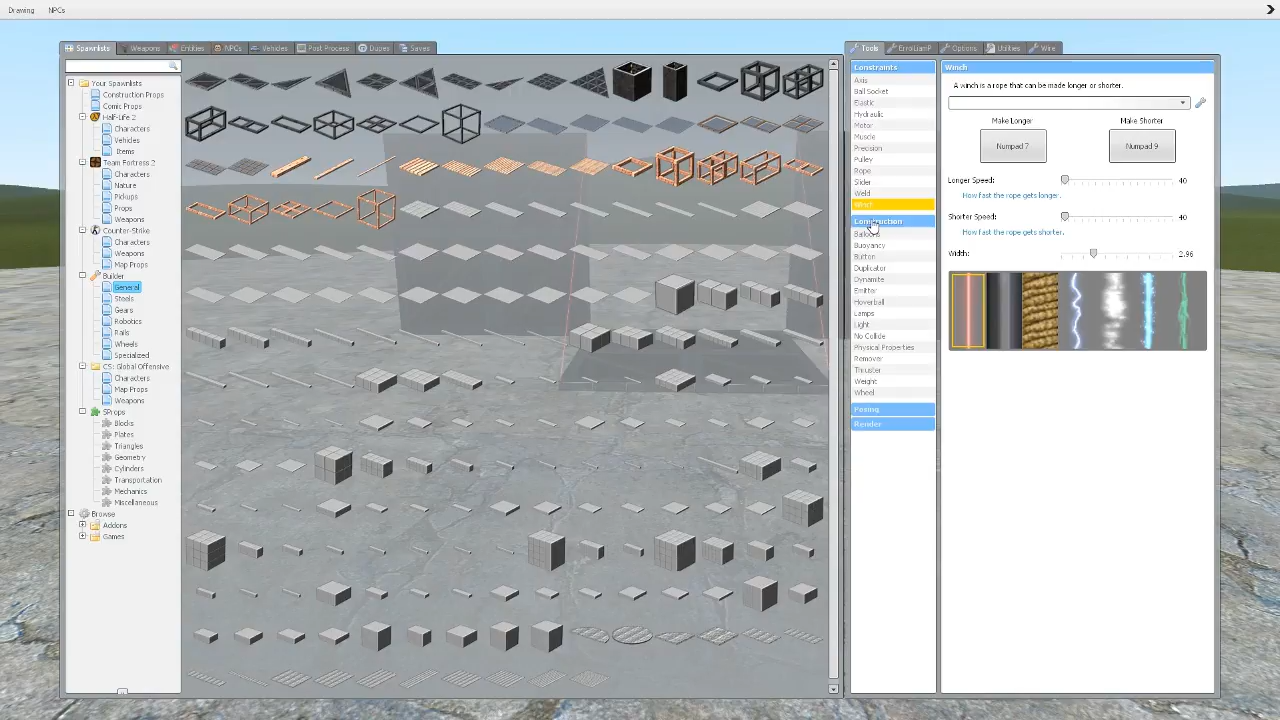 Drawing NPCs
Spawnlists Weapons Entities NPCs Vehicles Post Process Dupes Saves
Your Spawnlists
Construction Props
Comic Props
Half-Life 2
Characters
Vehicles
Items
Team Fortress 2
Characters
Nature
Pickups
Props
Weapons
Counter-Strike
Characters
Weapons
Map Props
Builder
General
Steels
Gears
Robotics
Rails
Wheels
Specialized
CS: Global Offensive
Characters
Map Props
Weapons
SProps
Blocks
Plates
Triangles
Geometry
Cylinders
Transportation
Mechanics
Miscellaneous
Browse
Addons
Games
Tools ErroLiamP Options Utilities Wire
Constraints
Axis
Ball Socket
Elastic
Hydraulic
Motor
Muscle
Precision
Pulley
Rope
Slider
Weld
Winch
Construction
Balloons
Buoyancy
Button
Duplicator
Dynamite
Emitter
Hoverball
Lamps
Light
No Collide
Physical Properties
Remover
Thruster
Weight
Wheel
Posing
Render
Winch
A winch is a rope that can be made longer or shorter.
Make Longer Make Shorter
Numpad 7 Numpad 9
Longer Speed: 40
How fast the rope gets longer.
Shorter Speed: 40
How fast the rope gets shorter.
Width: 2.96